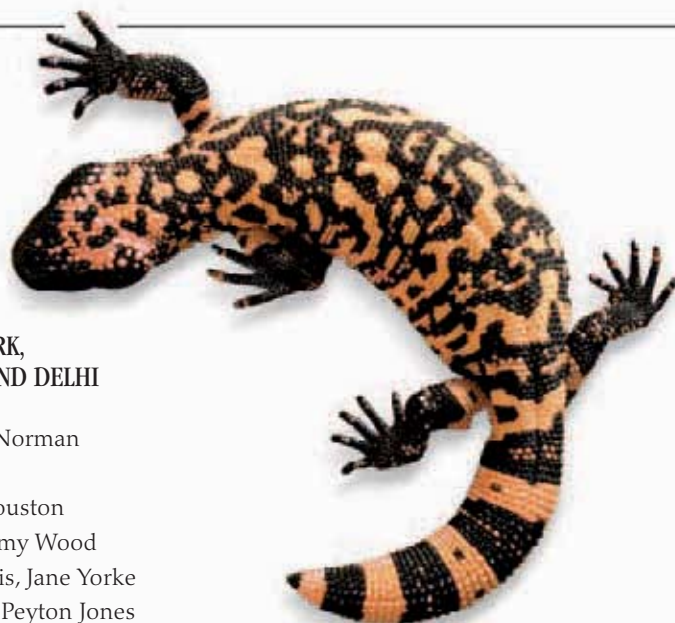 RK,
ND DELHI
Norman
ouston
my Wood
is, Jane Yorke
Peyton Jones